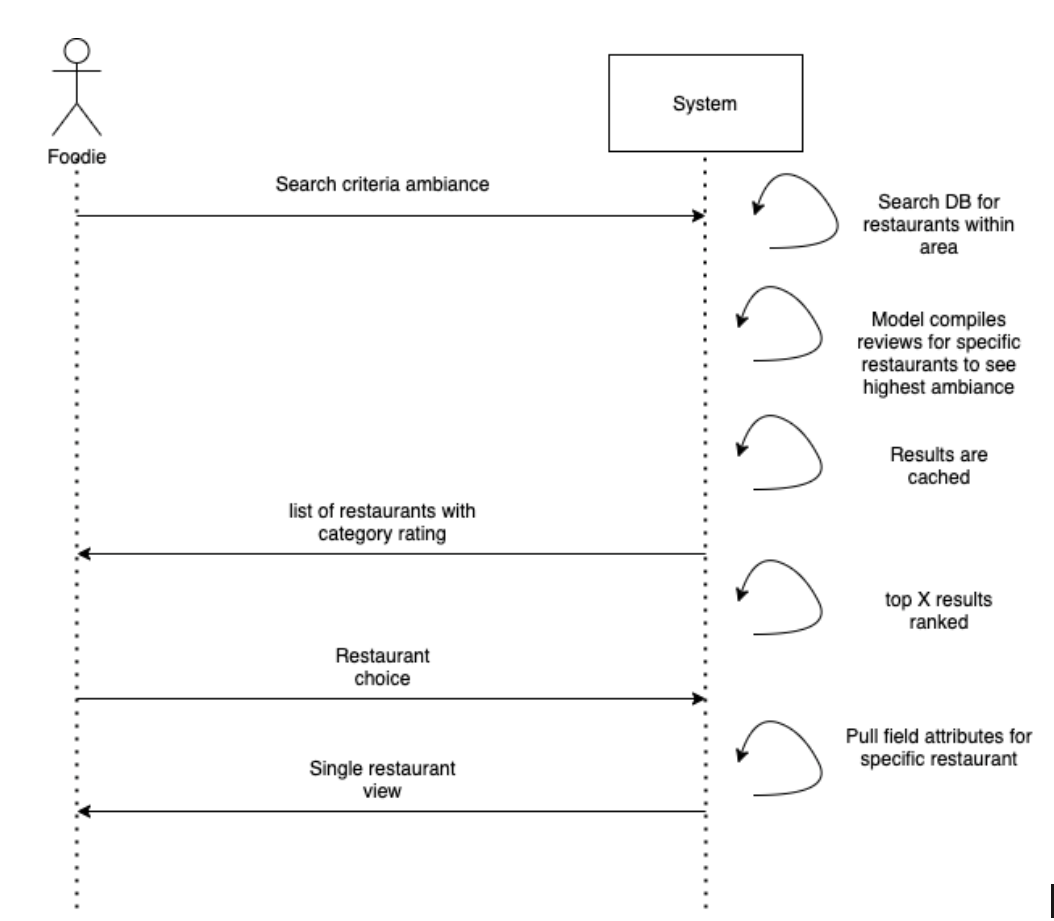 System
Foodie
Search criteria ambiance
Search DB for
restaurants within
area
Model compiles
reviews for specific
restaurants to see
highest ambiance
Results are
cached
list of restaurants with
category rating
top X results
ranked
Restaurant
choice
Pull field attributes for
specific restaurant
Single restaurant
view